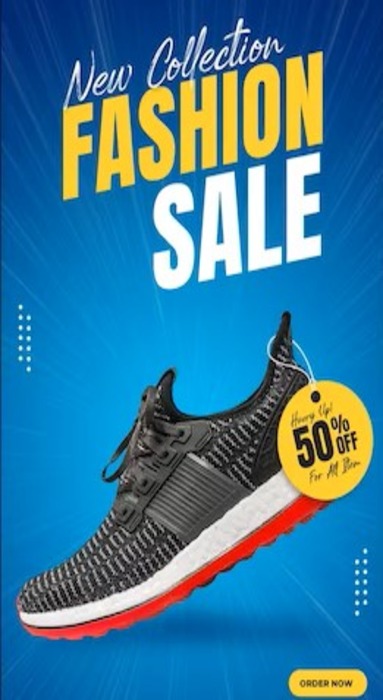 New Collection
FASHION
SALE
Hurry Up!
50% OFF
For All Item
ORDER NOW